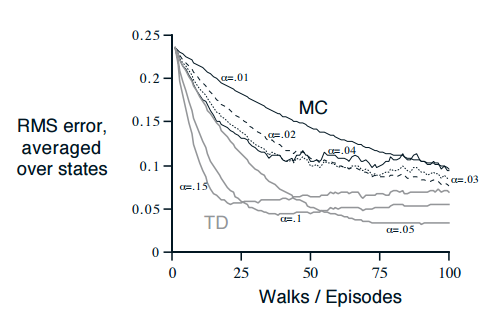 0.25
0.2
0.15
0.1
0.05
0
RMS error,
averaged
over states
α=.01
MC
α=.02
α=.04
α=.03
α=.15
TD
α=.1
α=.05
0
25
50
75
100
Walks / Episodes